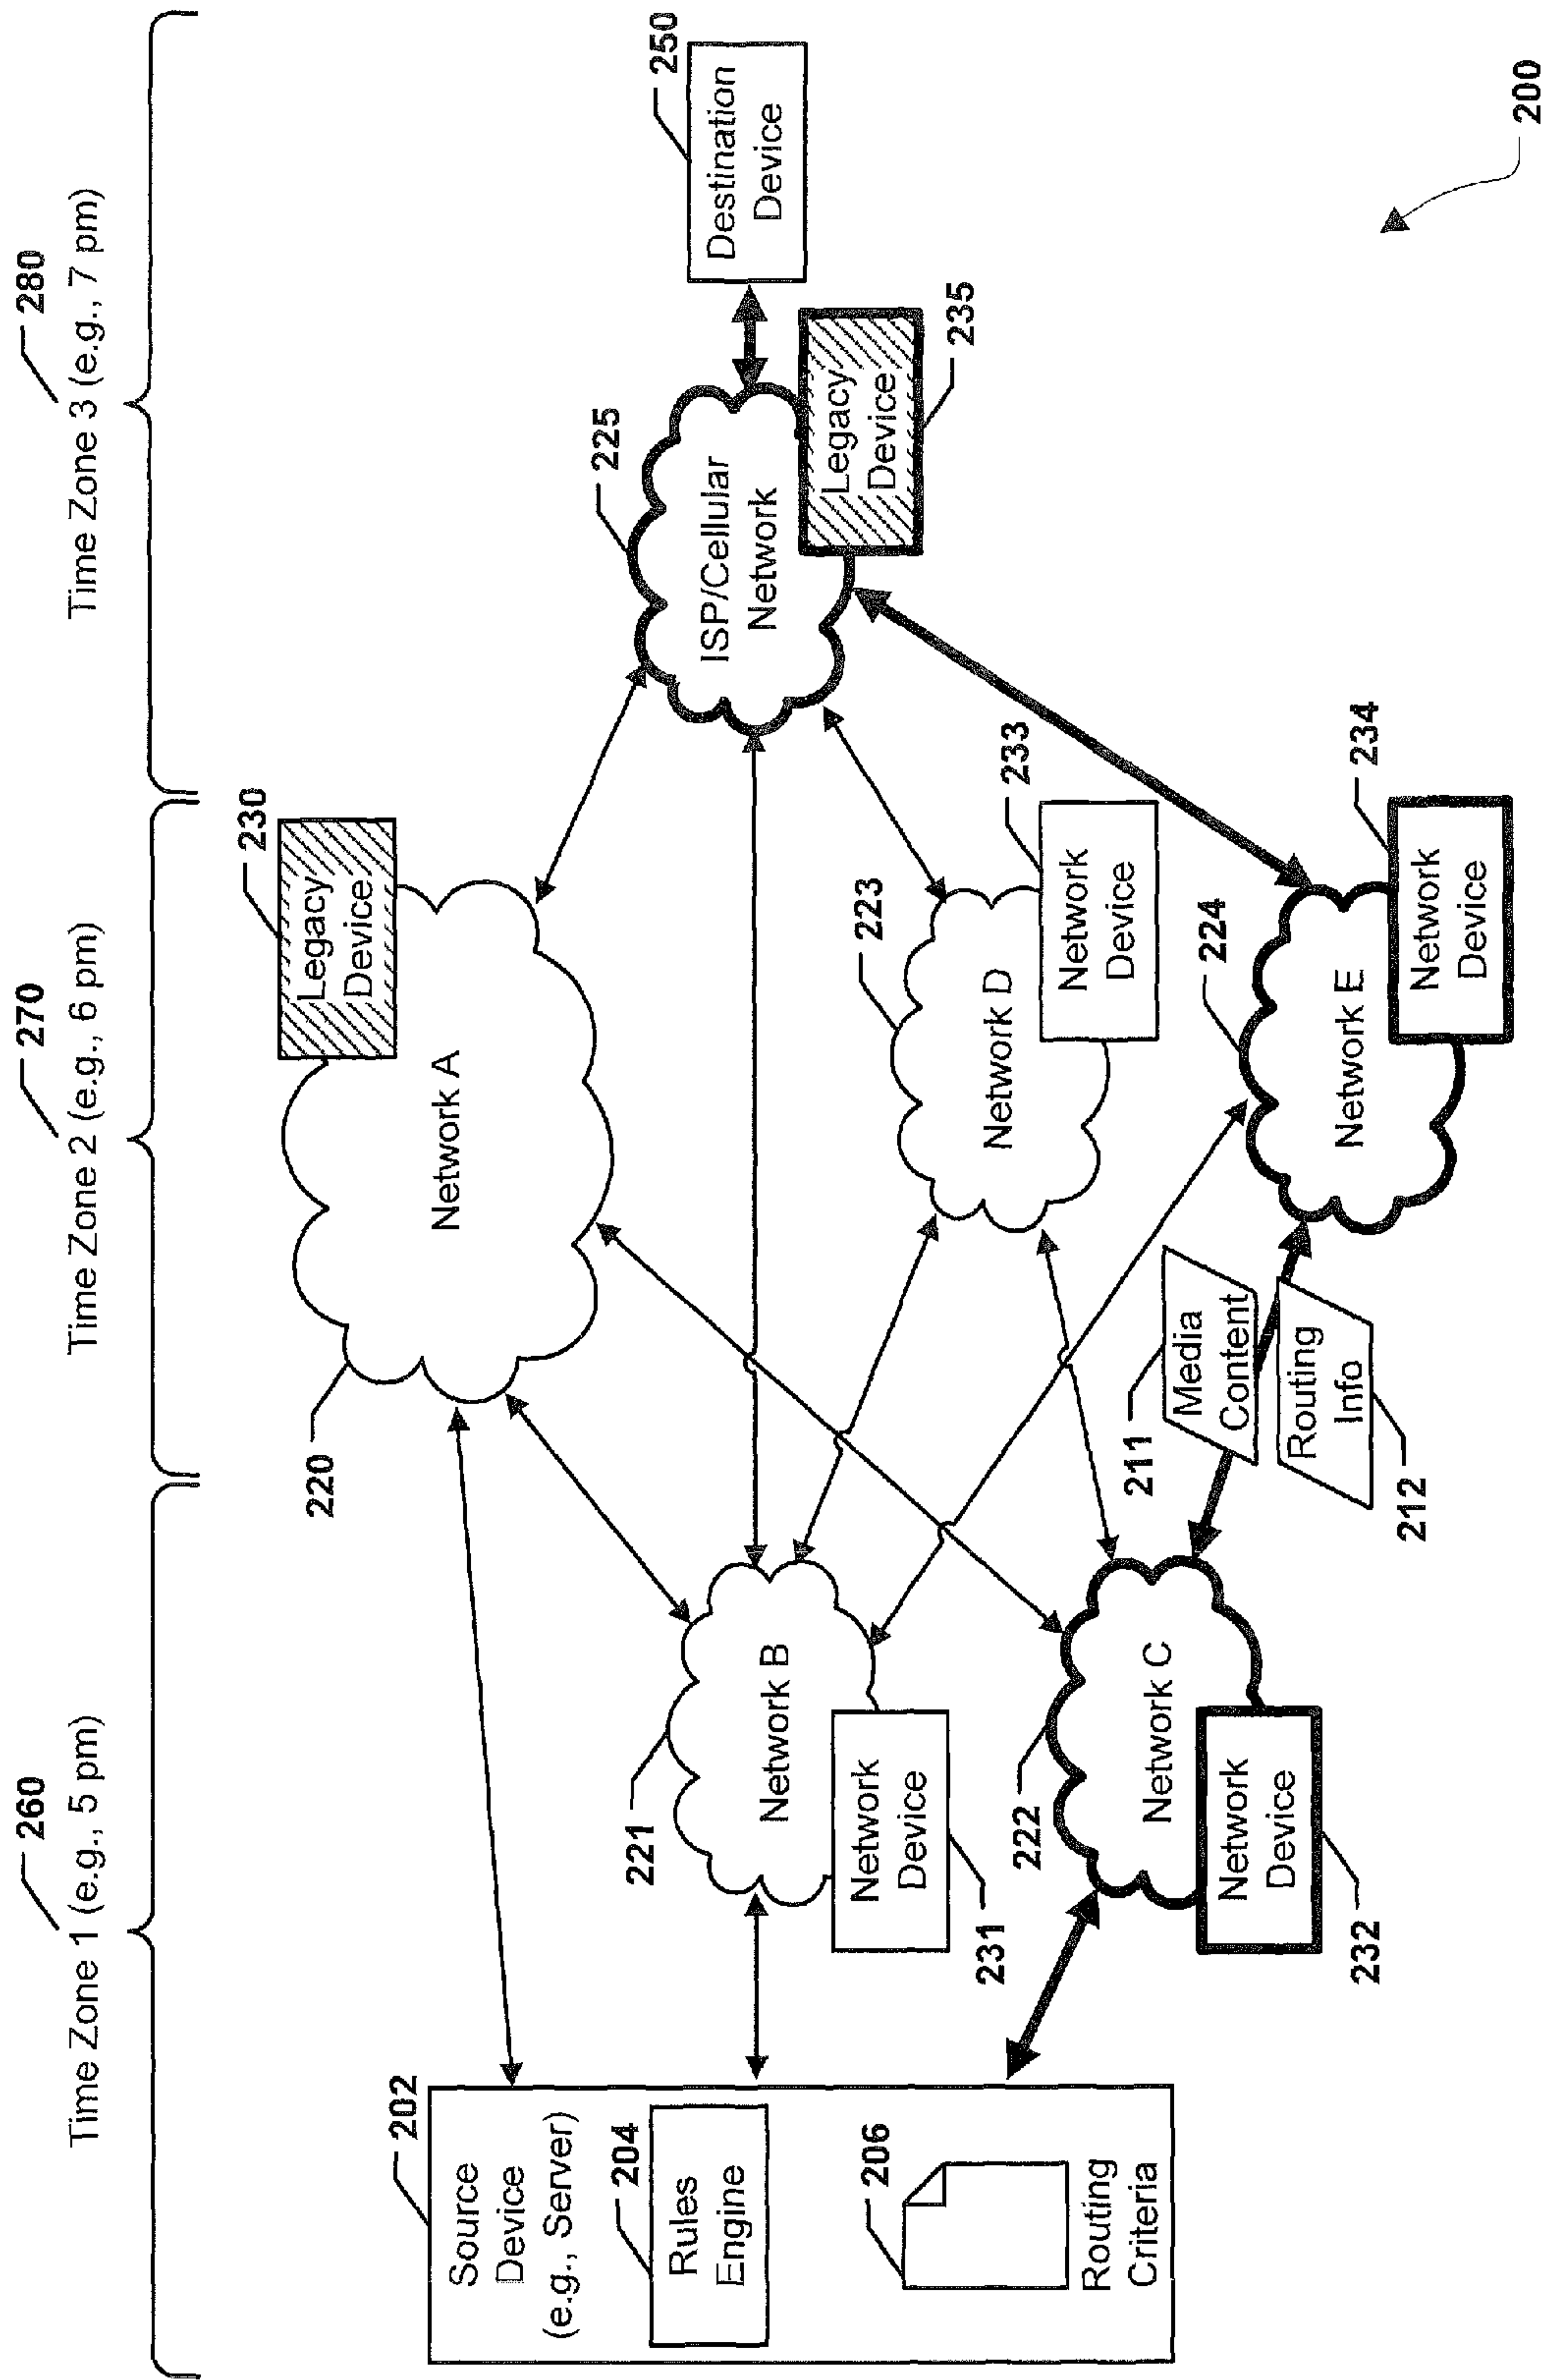 260
Time Zone 1 (e.g., 5 pm)
270
Time Zone 2 (e.g., 6 pm)
280
Time Zone 3 (e.g., 7 pm)
202
Source
Device
(e.g., Server)
204
Rules
Engine
206
Routing
Criteria
220
Network A
230
Legacy
Device
221
Network B
Network
Device
231
222
Network C
Network
Device
232
211
Media
Content
Routing
Info
212
223
Network D
233
Network
Device
224
Network E
234
Network
Device
225
ISP/Cellular
Network
Legacy
Device
235
250
Destination
Device
200